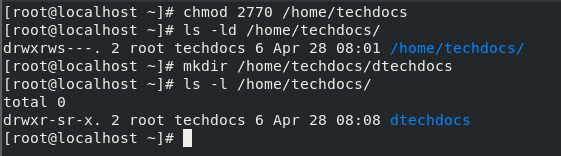 [root@localhost ~]# chmod 2770 /home/techdocs
[root@localhost ~]# ls -ld /home/techdocs/
drwxrws---. 2 root techdocs 6 Apr 28 08:01 /home/techdocs/
[root@localhost ~]# mkdir /home/techdocs/dtechdocs
[root@localhost ~]# ls -l /home/techdocs/
total 0
drwxr-sr-x. 2 root techdocs 6 Apr 28 08:08 dtechdocs
[root@localhost ~]#